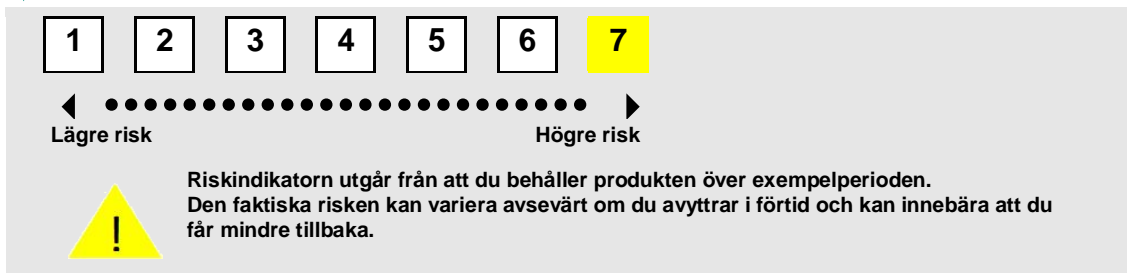 1 2 3 4 5 6 7
Lägre risk Högre risk
Riskindikatorn utgår från att du behåller produkten över exempelperioden.
Den faktiska risken kan variera avsevärt om du avyttrar i förtid och kan innebära att du
får mindre tillbaka.
!